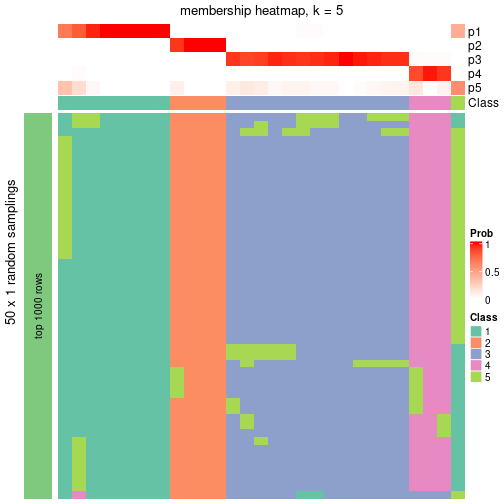 membership heatmap, k = 5
p1
p2
p3
p4
p5
Class
50 x 1 random samplings
top 1000 rows
Prob
1
0.5
0
Class
1
2
3
4
5